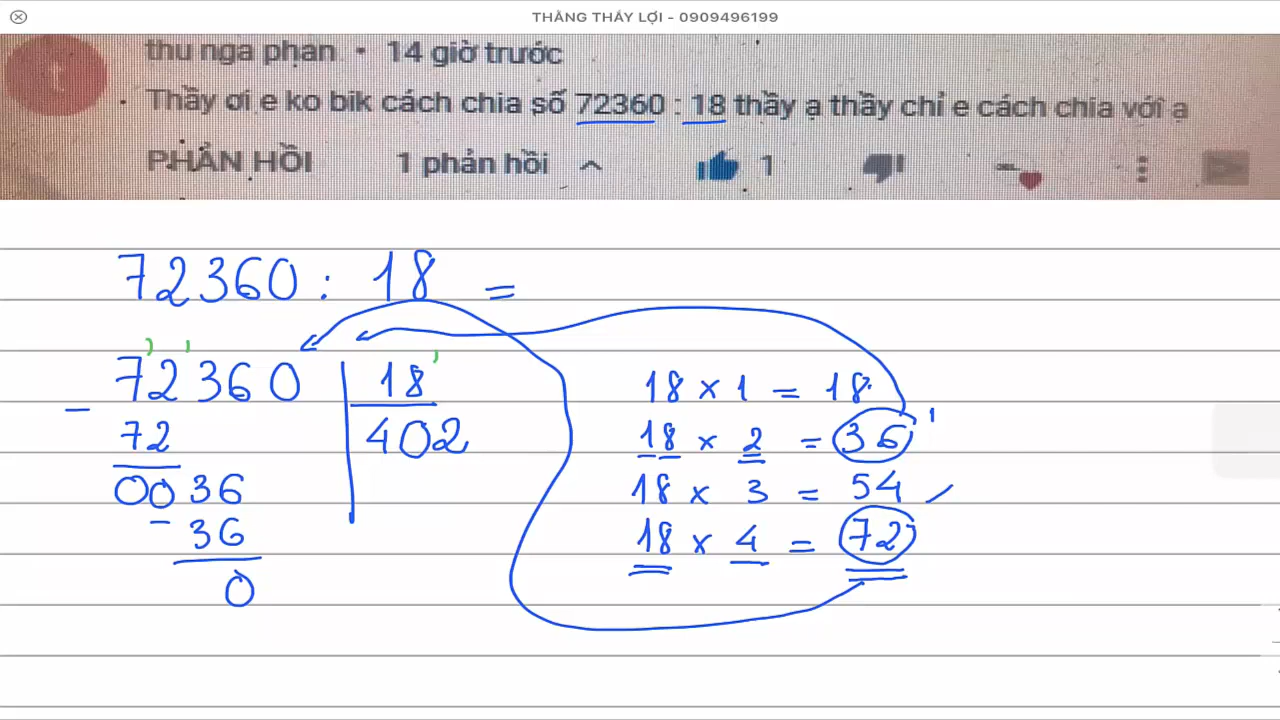 THẦNG THẦY LỢI - 0909496199
thu nga phạn • 14 giờ trước
Thầy ơi e ko bik cách chia số 72360 : 18 thầy ạ thầy chỉ e cách chia với ạ
PHẢN HỒI 1 phản hồi 1
72360 : 18 =
72360 18
- 72 402
0036
- 36
0
18 × 1 = 18
18 × 2 = 36
18 × 3 = 54
18 × 4 = 72